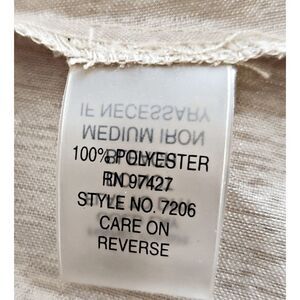 IF NECESSARY
MEDIUM IRON
100% POLYESTER
RN 97427
STYLE NO. 7206
CARE ON
REVERSE